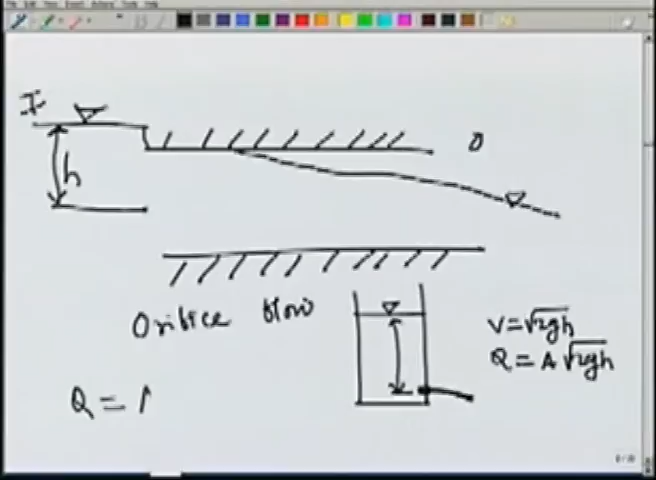 I
h
O
Orifice flow
V = √2gh
Q = A √2gh
Q = A